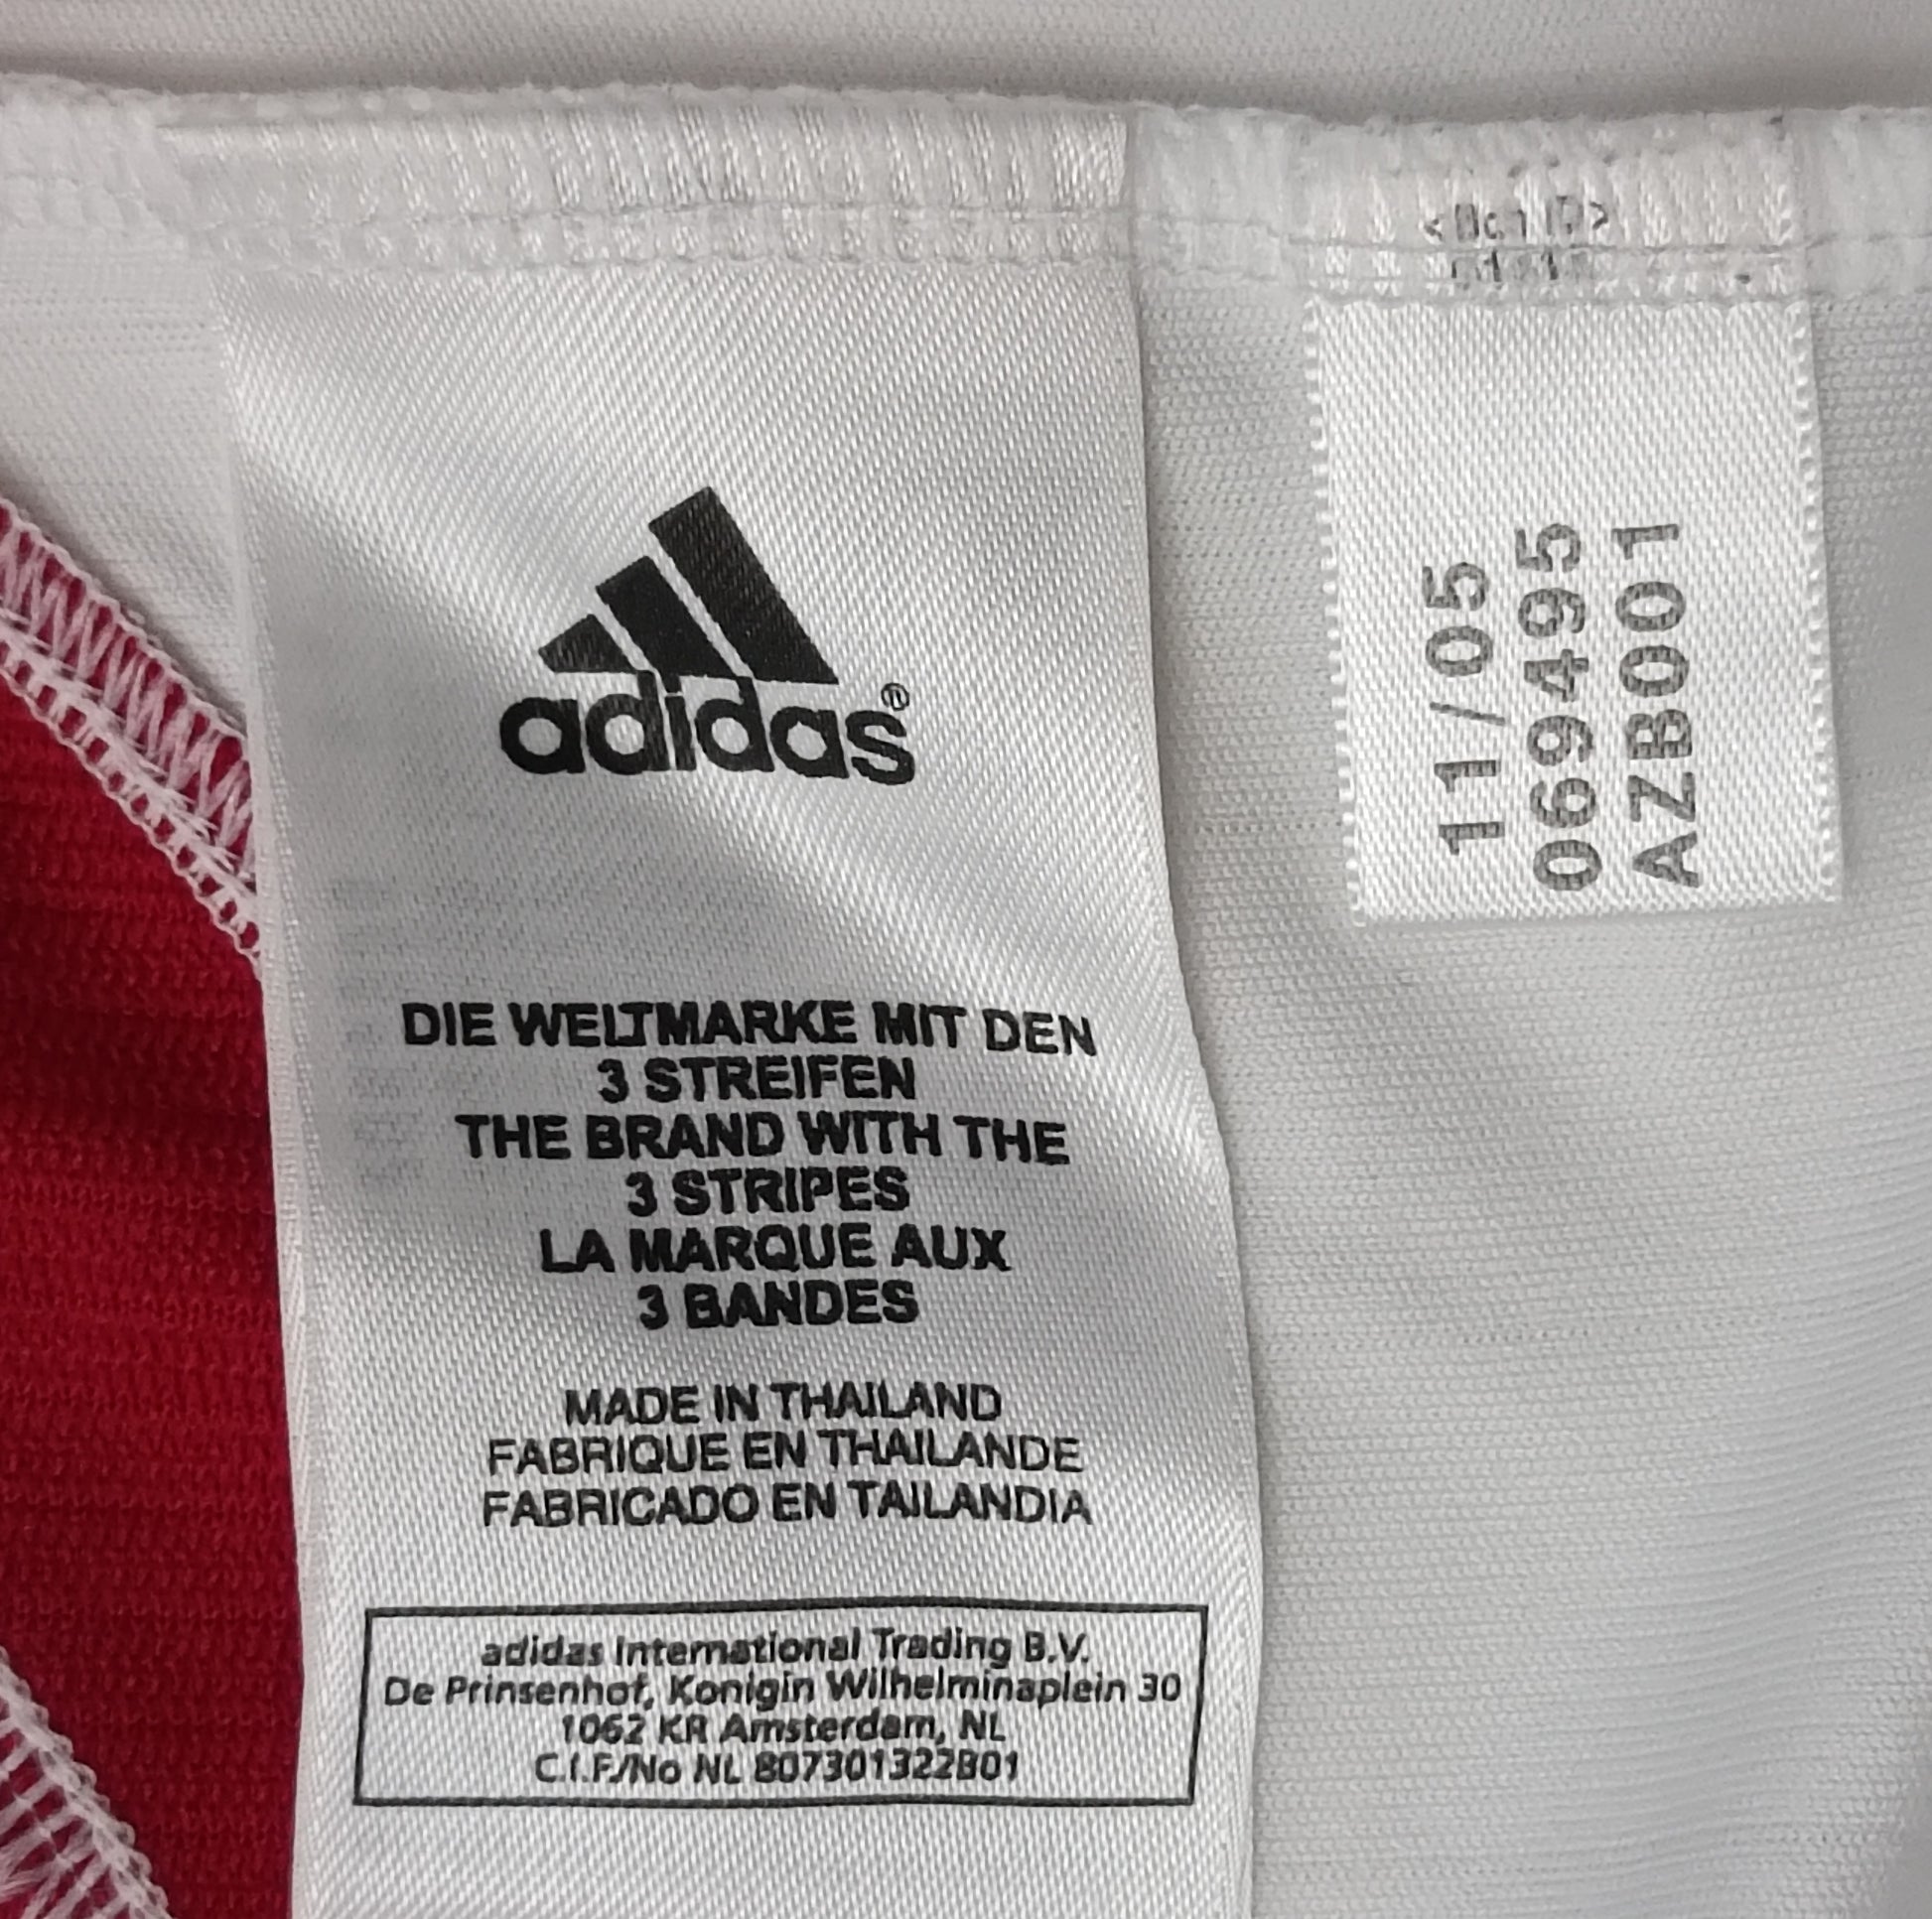 adidas®
DIE WELTMARKE MIT DEN
3 STREIFEN
THE BRAND WITH THE
3 STRIPES
LA MARQUE AUX
3 BANDES
MADE IN THAILAND
FABRIQUE EN THAILANDE
FABRICADO EN TAILANDIA
adidas International Trading B.V.
De Prinsenhof, Konigin Wilhelminaplein 30
1062 KR Amsterdam, NL
C.I.F./No NL 807301322B01
11/05
069495
AZB001